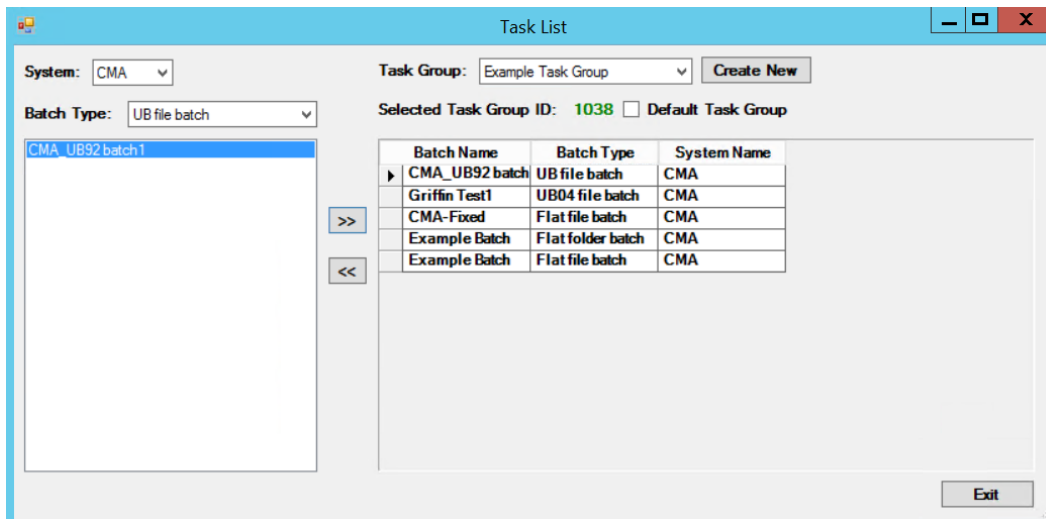 Task List
System: CMA
Task Group: Example Task Group
Create New
Batch Type: UB file batch
Selected Task Group ID: 1038 Default Task Group
CMA_UB92 batch1
Batch Name Batch Type System Name
CMA_UB92 batch UB file batch CMA
Griffin Test1 UB04 file batch CMA
CMA-Fixed Flat file batch CMA
Example Batch Flat folder batch CMA
Example Batch Flat file batch CMA
>>
<<
Exit